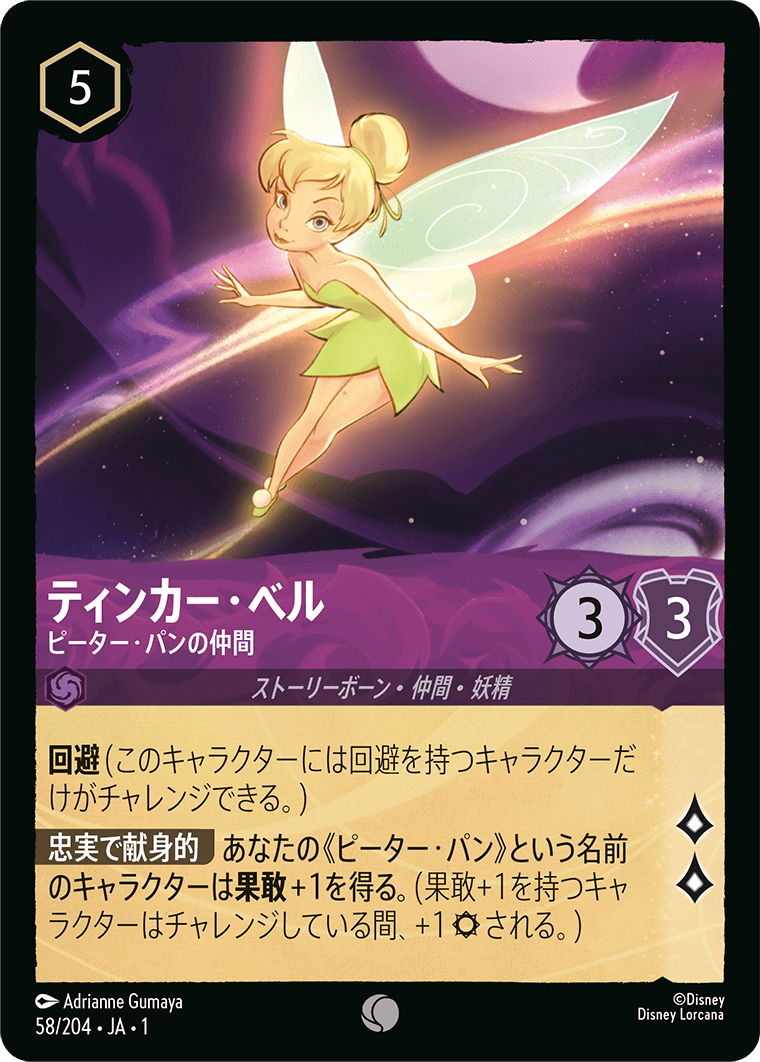 5
ティンカー・ベル
ピーター・パンの仲間
3
3
ストーリーボーン・仲間・妖精
回避(このキャラクターには回避を持つキャラクターだ
けがチャレンジできる。)
忠実で献身的 あなたの《ピーター・パン》という名前
のキャラクターは果敢+1を得る。(果敢+1を持つキャ
ラクターはチャレンジしている間、+1 される。)
Adrianne Gumaya
58/204・JA・1
©Disney
Disney Lorcana